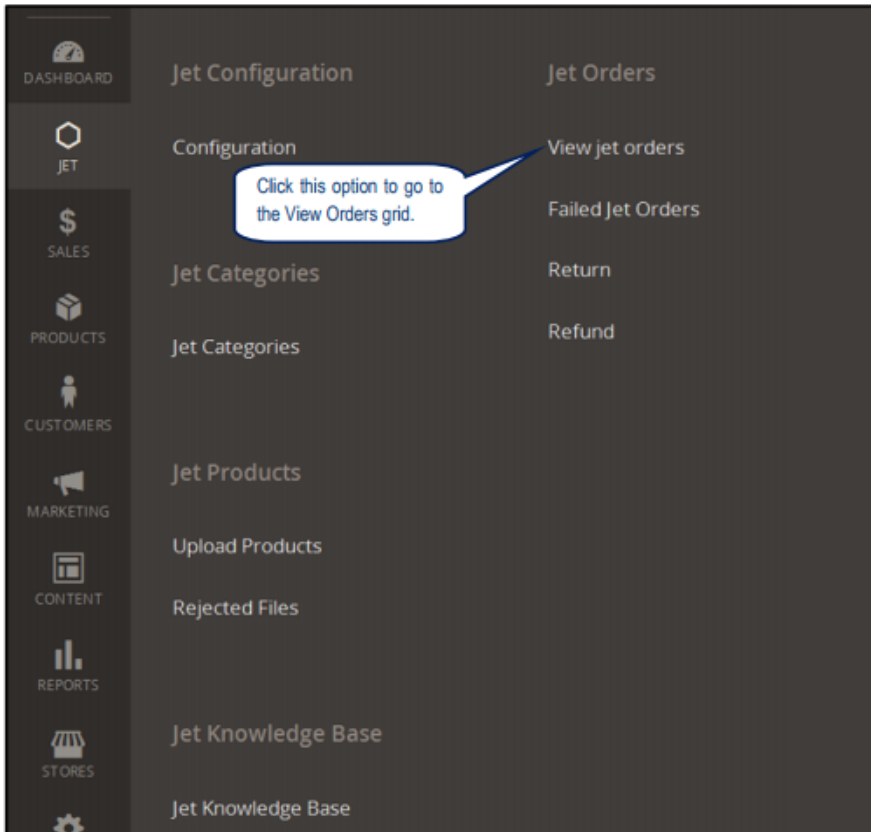 DASHBOARD
JET
SALES
PRODUCTS
CUSTOMERS
MARKETING
CONTENT
REPORTS
STORES
Jet Configuration
Configuration
Click this option to go to
the View Orders grid.
Jet Categories
Jet Categories
Jet Products
Upload Products
Rejected Files
Jet Knowledge Base
Jet Knowledge Base
Jet Orders
View jet orders
Failed Jet Orders
Return
Refund